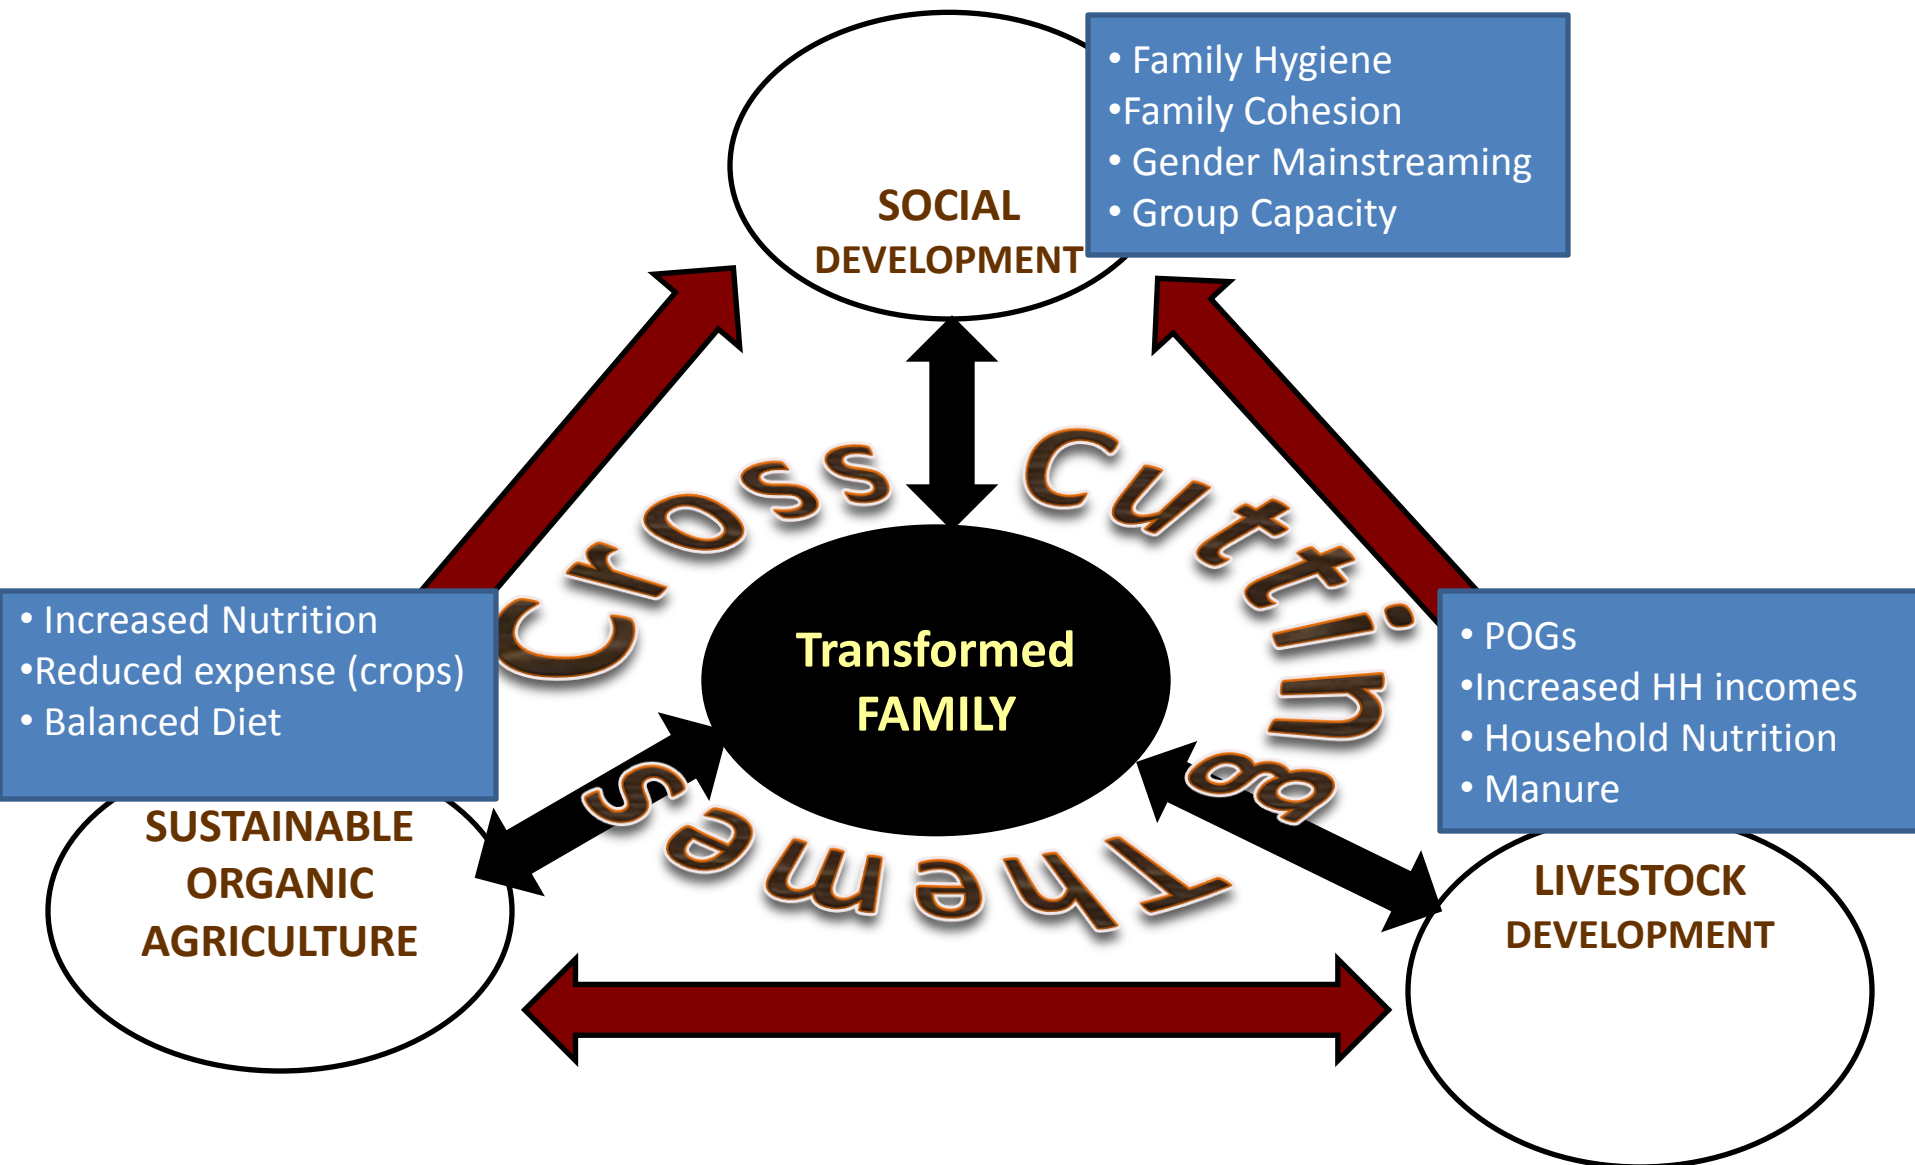 • Family Hygiene
•Family Cohesion
• Gender Mainstreaming
• Group Capacity
SOCIAL
DEVELOPMENT
Cross Cutting Themes
• Increased Nutrition
•Reduced expense (crops)
• Balanced Diet
Transformed
FAMILY
• POGs
•Increased HH incomes
• Household Nutrition
• Manure
SUSTAINABLE
ORGANIC
AGRICULTURE
LIVESTOCK
DEVELOPMENT